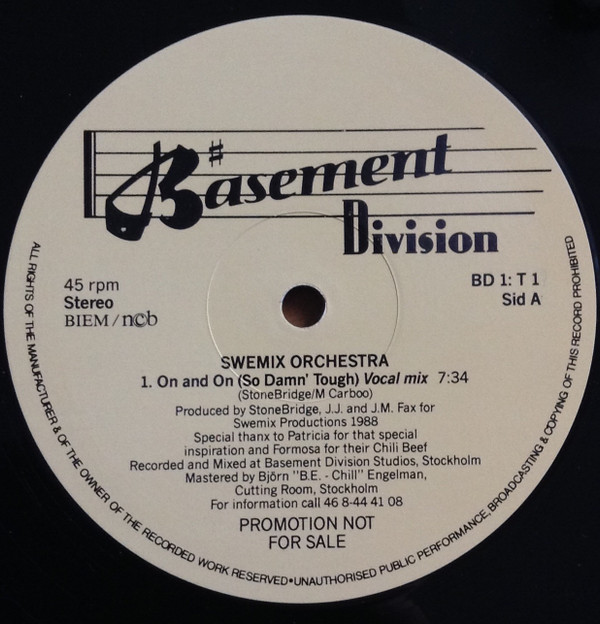 Basement
Division
45 rpm
Stereo
BIEM / n©b
BD 1: T 1
Sid A
SWEMIX ORCHESTRA
1. On and On (So Damn' Tough) Vocal mix 7:34
(StoneBridge/M Carboo)
Produced by StoneBridge, J.J. and J.M. Fax for
Swemix Productions 1988
Special thanx to Patricia for that special
inspiration and Formosa for their Chili Beef
Recorded and Mixed at Basement Division Studios, Stockholm
Mastered by Björn "B.E. - Chill" Engelman,
Cutting Room, Stockholm
For information call 46 8-44 41 08
PROMOTION NOT
FOR SALE
ALL RIGHTS OF THE MANUFACTURER & OF THE OWNER OF THE RECORDED WORK RESERVED•UNAUTHORISED PUBLIC PERFORMANCE, BROADCASTING & COPYING OF THIS RECORD PROHIBITED